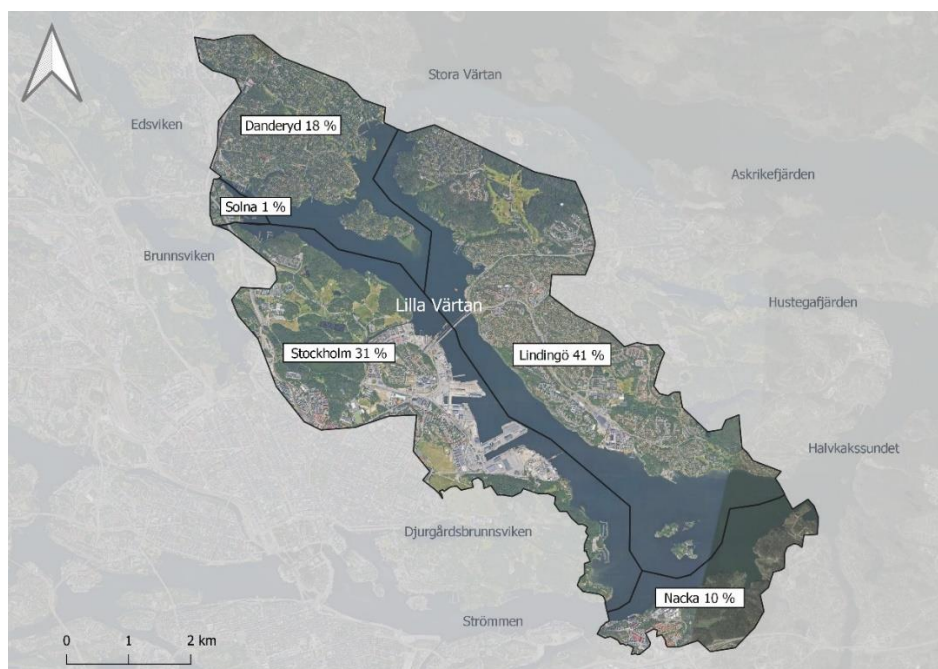 Stora Värtan
Danderyd 18 %
Edsviken
Askrikefjärden
Solna 1 %
Brunnsviken
Lilla Värtan
Hustegafjärden
Stockholm 31 %
Lindingö 41 %
Halvkakssundet
Djurgårdsbrunnsviken
Nacka 10 %
Strömmen
0 1 2 km